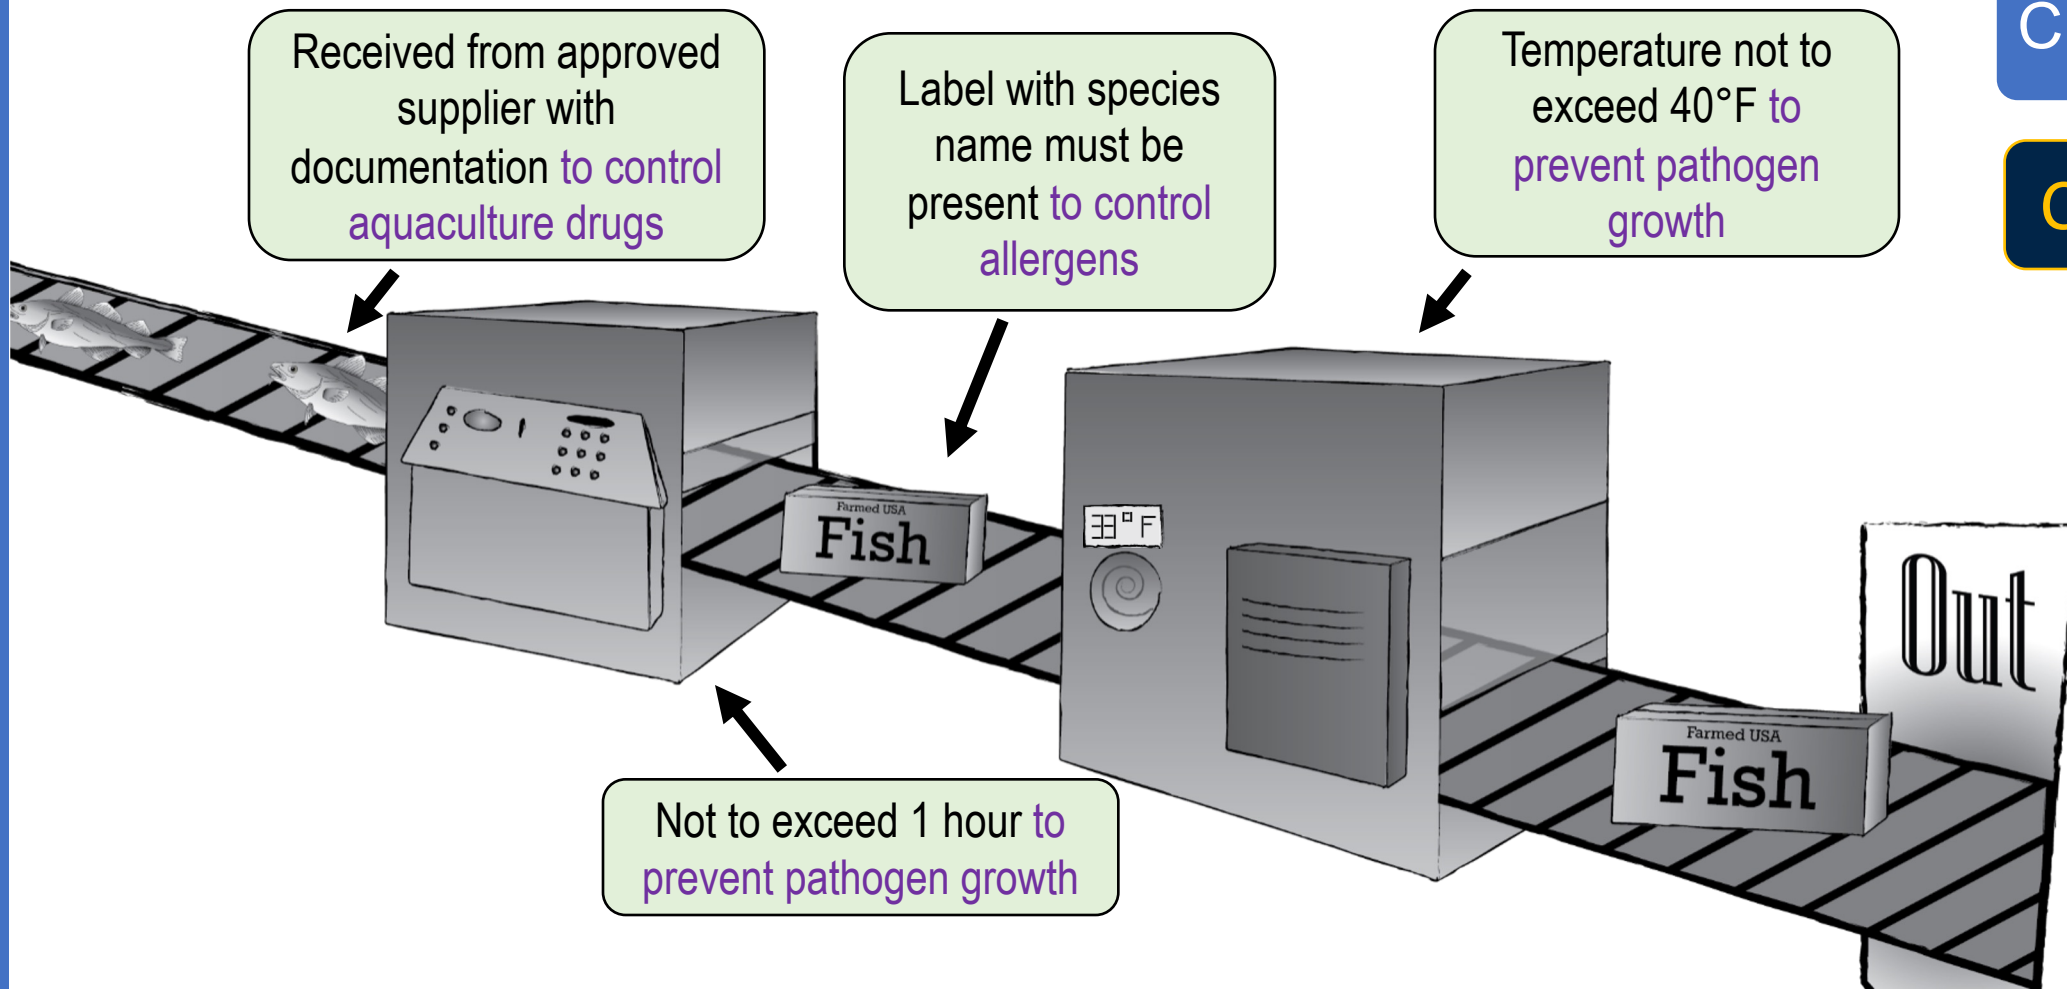 Received from approved
supplier with
documentation to control
aquaculture drugs
Label with species
name must be
present to control
allergens
Temperature not to
exceed 40°F to
prevent pathogen
growth
C
Farmed USA
Fish
33°F
Out
Farmed USA
Fish
Not to exceed 1 hour to
prevent pathogen growth